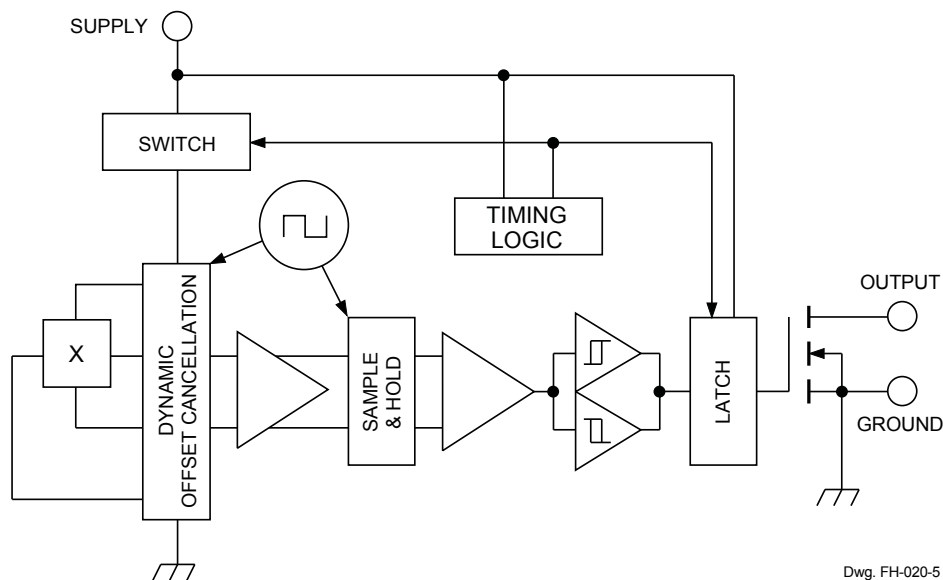 SUPPLY
SWITCH
TIMING
LOGIC
DYNAMIC
OFFSET CANCELLATION
X
SAMPLE
& HOLD
LATCH
OUTPUT
GROUND
Dwg. FH-020-5